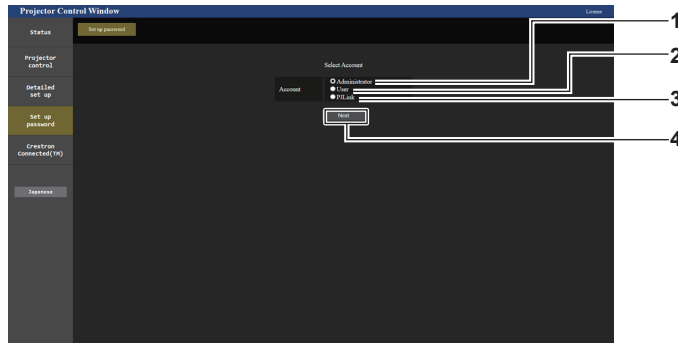 Projector Control Window
License
Status
Set up password
Projector
control
Detailed
set up
Set up
password
Crestron
Connected(TM)
Japanese
Select Account
Account
Administrator
User
PJLink
Next
1
2
3
4